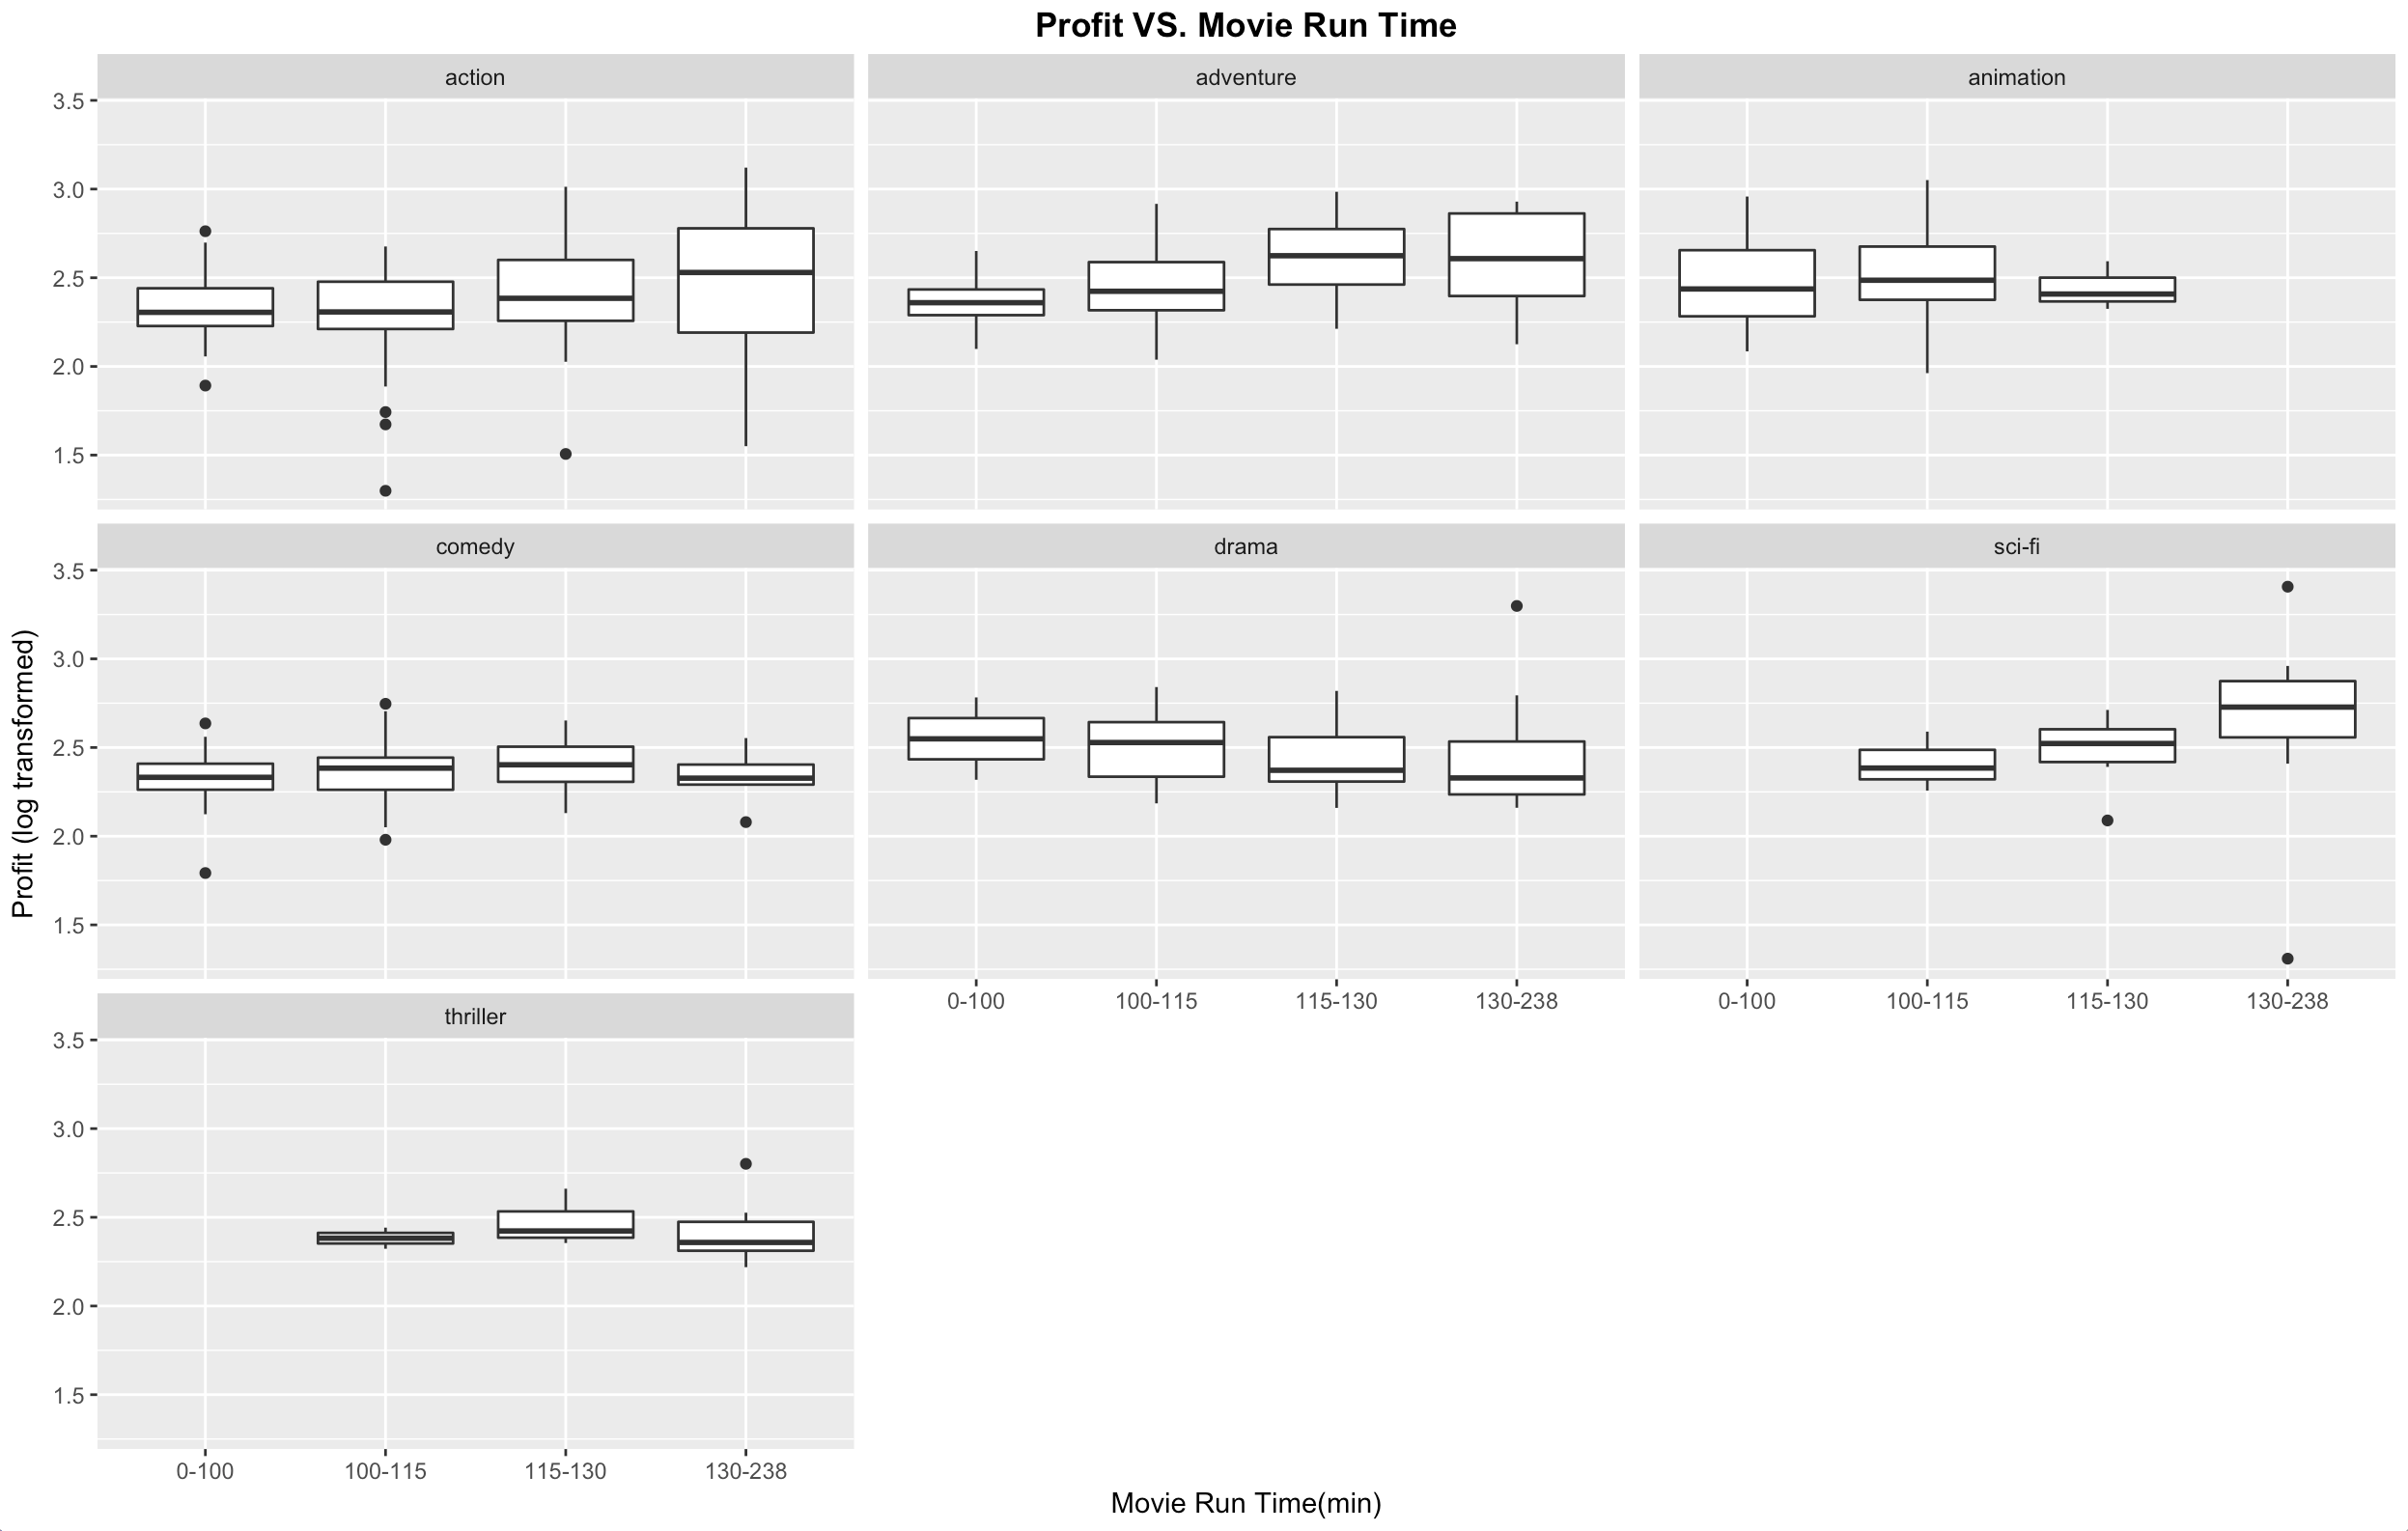 Profit VS. Movie Run Time
action
adventure
animation
3.5
3.0
2.5
2.0
1.5
comedy
drama
sci-fi
3.5
3.0
2.5
2.0
1.5
0-100 100-115 115-130 130-238
0-100 100-115 115-130 130-238
thriller
3.5
3.0
2.5
2.0
1.5
0-100 100-115 115-130 130-238
Profit (log transformed)
Movie Run Time(min)